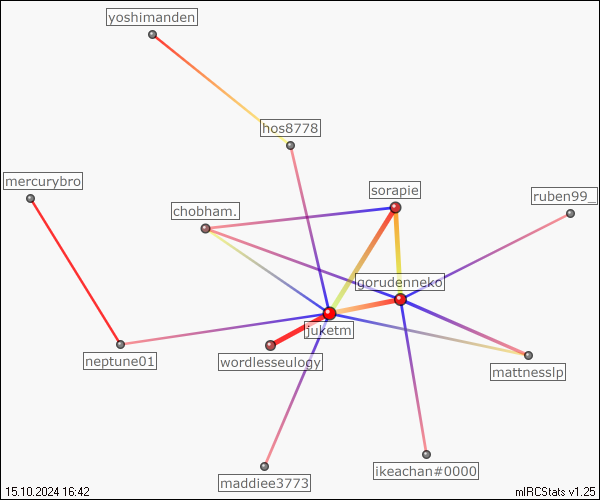 yoshimanden
hos8778
mercurybro
sorapie
ruben99_
chobham.
gorudenneko
juketm
neptune01
wordlesseulogy
mattnesslp
ikeachan#0000
maddiee3773
15.10.2024 16:42
mIRCStats v1.25